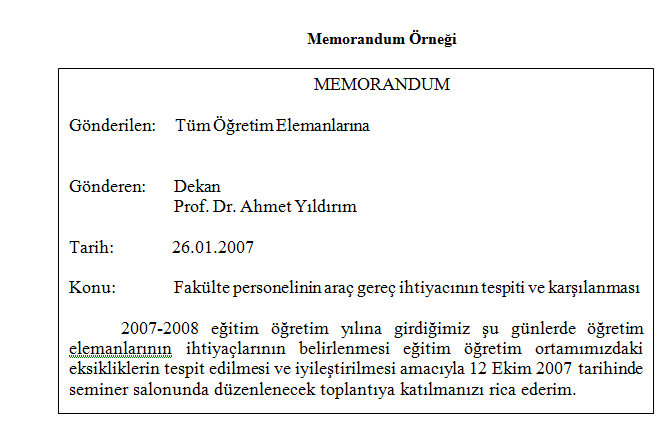 Memorandum Örneği
MEMORANDUM
Gönderilen: Tüm Öğretim Elemanlarına
Gönderen: Dekan
Prof. Dr. Ahmet Yıldırım
Tarih: 26.01.2007
Konu: Fakülte personelinin araç gereç ihtiyacının tespiti ve karşılanması
2007-2008 eğitim öğretim yılına girdiğimiz şu günlerde öğretim
elemanlarının ihtiyaçlarının belirlenmesi eğitim öğretim ortamımızdaki
eksikliklerin tespit edilmesi ve iyileştirilmesi amacıyla 12 Ekim 2007 tarihinde
seminer salonunda düzenlenecek toplantıya katılmanızı rica ederim.